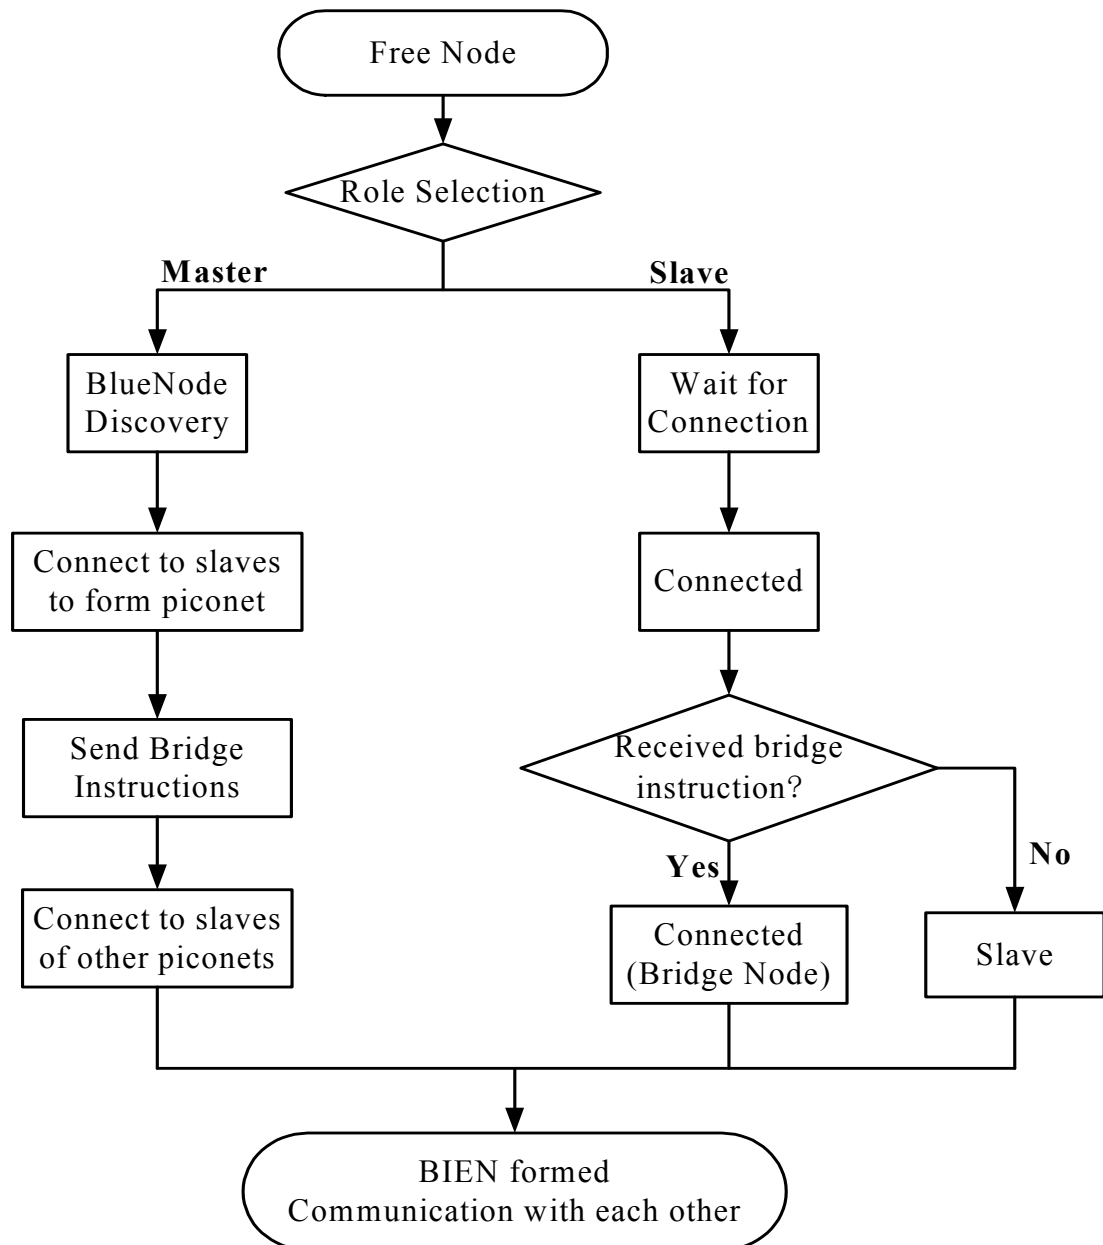 Free Node
Role Selection
Master
Slave
BlueNode
Discovery
Wait for
Connection
Connect to slaves
to form piconet
Connected
Send Bridge
Instructions
Received bridge
instruction?
Yes
No
Connect to slaves
of other piconets
Connected
(Bridge Node)
Slave
BIEN formed
Communication with each other